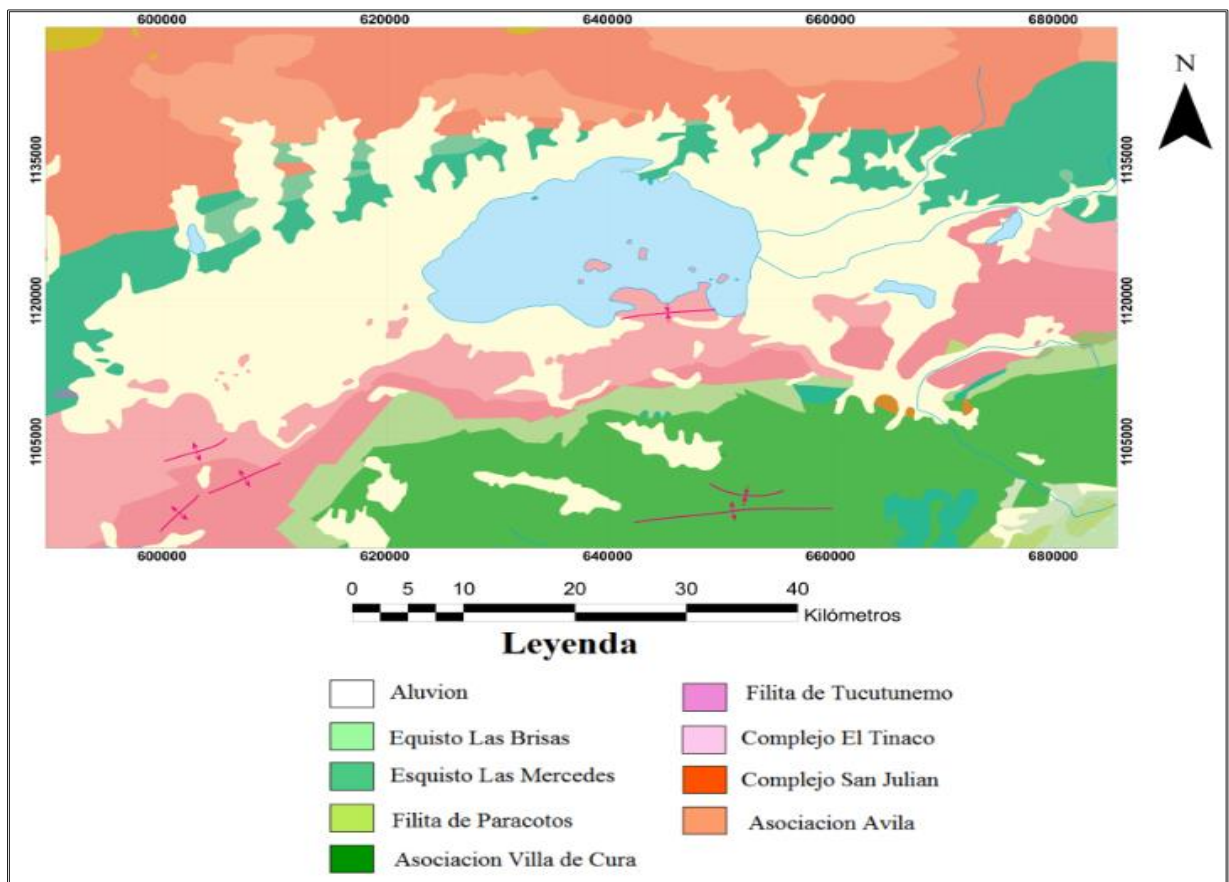 600000 620000 640000 660000 680000
N
1135000 1135000
1120000 1120000
1105000 1105000
600000 620000 640000 660000 680000
0 5 10 20 30 40
Kilómetros
Leyenda
Aluvion
Equisto Las Brisas
Esquisto Las Mercedes
Filita de Paracotos
Asociacion Villa de Cura
Filita de Tucutunemo
Complejo El Tinaco
Complejo San Julian
Asociacion Avila